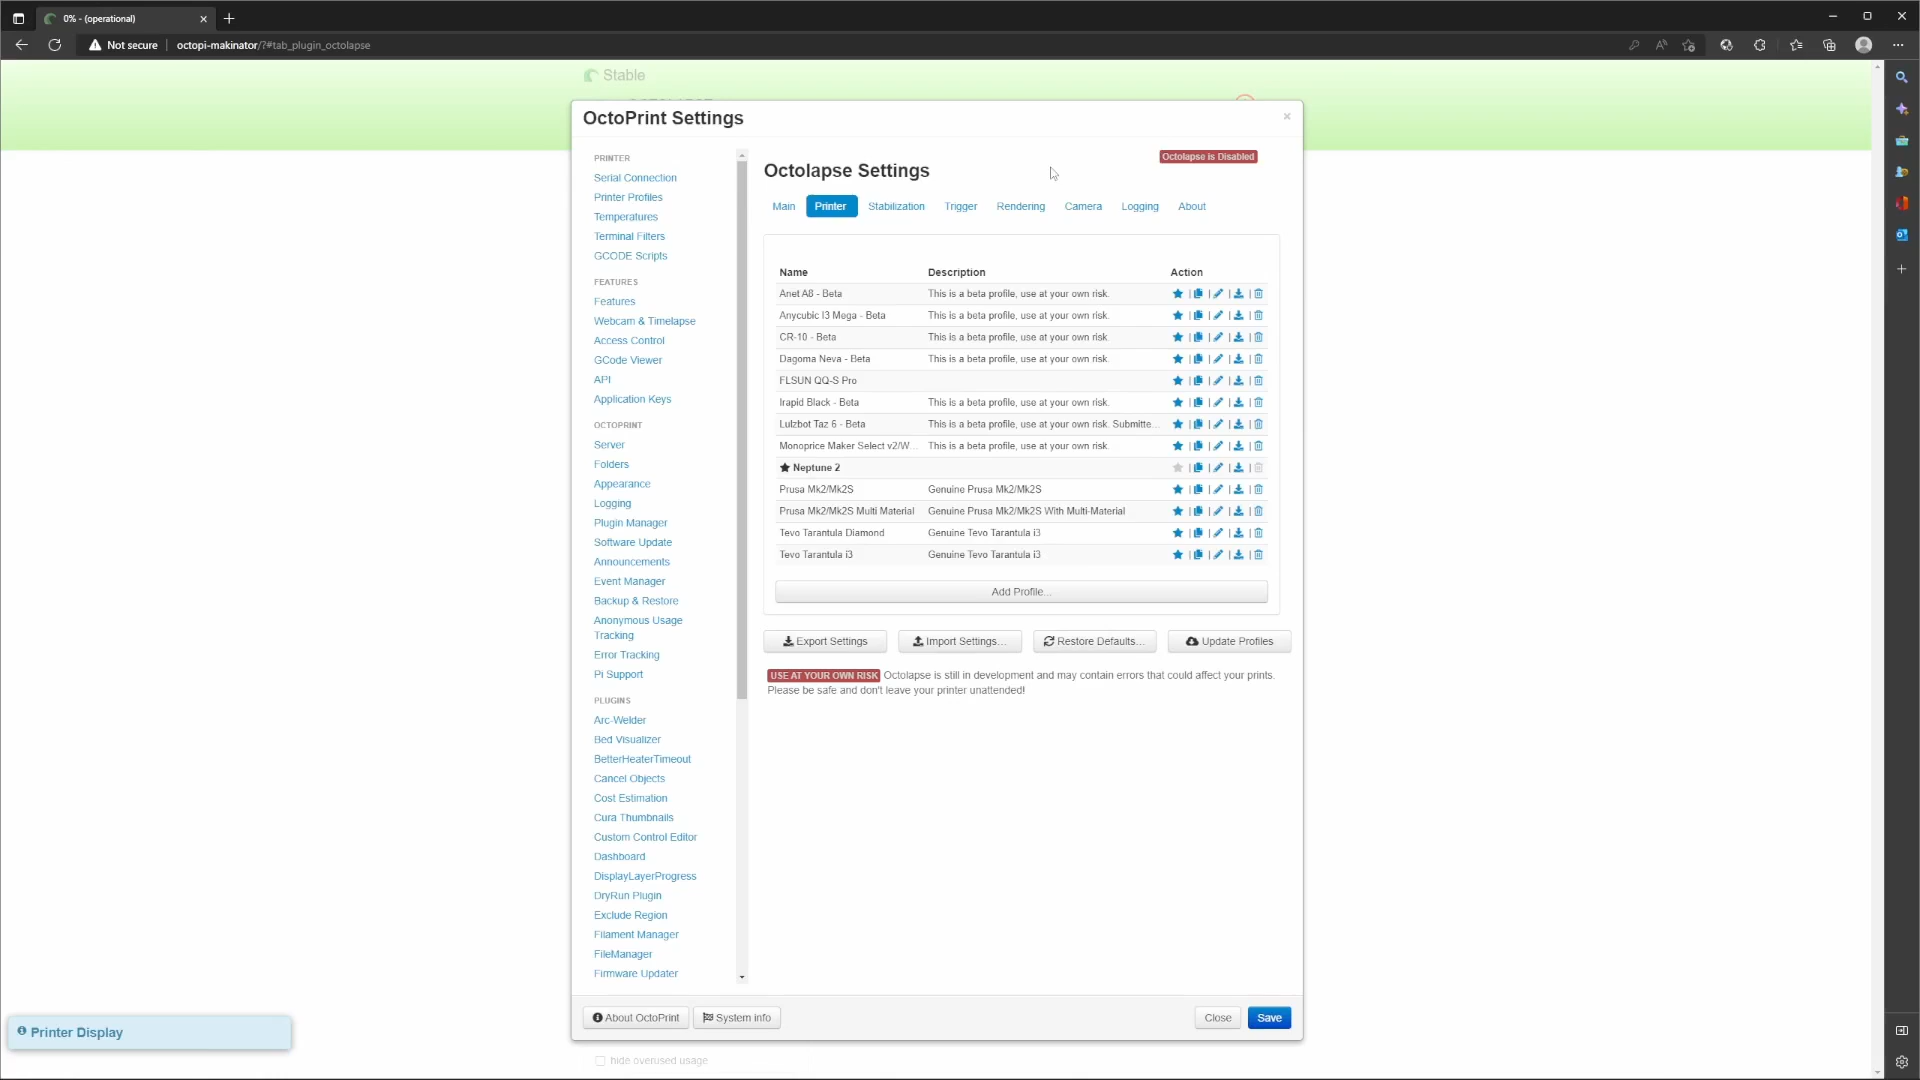 0% - (operational)
Not secure
octopi-makinator/?#tab_plugin_octolapse
Stable
OctoPrint Settings
×
PRINTER
Serial Connection
Printer Profiles
Temperatures
Terminal Filters
GCODE Scripts
FEATURES
Features
Webcam & Timelapse
Access Control
GCode Viewer
API
Application Keys
OCTOPRINT
Server
Folders
Appearance
Logging
Plugin Manager
Software Update
Announcements
Event Manager
Backup & Restore
Anonymous Usage
Tracking
Error Tracking
Pi Support
PLUGINS
Arc-Welder
Bed Visualizer
BetterHeaterTimeout
Cancel Objects
Cost Estimation
Cura Thumbnails
Custom Control Editor
Dashboard
DisplayLayerProgress
DryRun Plugin
Exclude Region
Filament Manager
FileManager
Firmware Updater
Octolapse is Disabled
Octolapse Settings
Main Printer Stabilization Trigger Rendering Camera Logging About
Name Description Action
Anet A8 - Beta This is a beta profile, use at your own risk.
Anycubic I3 Mega - Beta This is a beta profile, use at your own risk.
CR-10 - Beta This is a beta profile, use at your own risk.
Dagoma Neva - Beta This is a beta profile, use at your own risk.
FLSUN QQ-S Pro
Irapid Black - Beta This is a beta profile, use at your own risk.
Lulzbot Taz 6 - Beta This is a beta profile, use at your own risk. Submitte...
Monoprice Maker Select v2/W... This is a beta profile, use at your own risk.
Neptune 2
Prusa Mk2/Mk2S Genuine Prusa Mk2/Mk2S
Prusa Mk2/Mk2S Multi Material Genuine Prusa Mk2/Mk2S With Multi-Material
Tevo Tarantula Diamond Genuine Tevo Tarantula i3
Tevo Tarantula i3 Genuine Tevo Tarantula i3
Add Profile...
Export Settings Import Settings... Restore Defaults... Update Profiles
USE AT YOUR OWN RISK Octolapse is still in development and may contain errors that could affect your prints.
Please be safe and don't leave your printer unattended!
About OctoPrint System info Close Save
Printer Display
hide overused usage